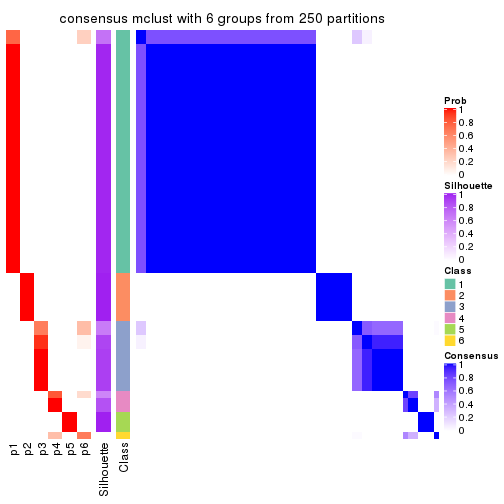 consensus mclust with 6 groups from 250 partitions
Prob
1
0.8
0.6
0.4
0.2
0
Silhouette
1
0.8
0.6
0.4
0.2
0
Class
1
2
3
4
5
6
Consensus
1
0.8
0.6
0.4
0.2
0
p1
p2
p3
p4
p5
p6
Silhouette
Class